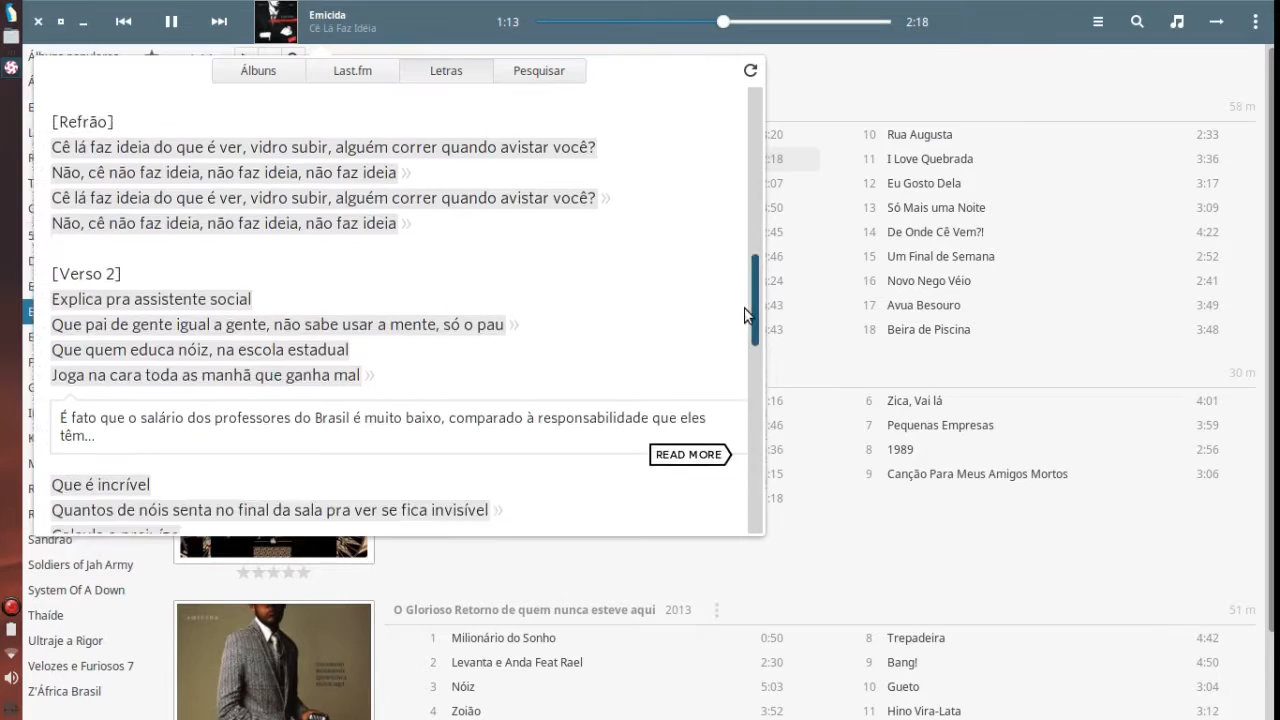 Emicida
Cê Lá Faz Idéia
1:13
2:18
Álbuns
Last.fm
Letras
Pesquisar
[Refrão]
Cê lá faz ideia do que é ver, vidro subir, alguém correr quando avistar você?
Não, cê não faz ideia, não faz ideia, não faz ideia »
Cê lá faz ideia do que é ver, vidro subir, alguém correr quando avistar você? »
Não, cê não faz ideia, não faz ideia, não faz ideia »
[Verso 2]
Explica pra assistente social
Que pai de gente igual a gente, não sabe usar a mente, só o pau »
Que quem educa nóiz, na escola estadual
Joga na cara toda as manhã que ganha mal »
É fato que o salário dos professores do Brasil é muito baixo, comparado à responsabilidade que eles
têm...
READ MORE
Que é incrível
Quantos de nóis senta no final da sala pra ver se fica invisível »
58 m
:20 10 Rua Augusta 2:33
:18 11 I Love Quebrada 3:36
:07 12 Eu Gosto Dela 3:17
:50 13 Só Mais uma Noite 3:09
:45 14 De Onde Cê Vem?! 4:22
:46 15 Um Final de Semana 2:52
:24 16 Novo Nego Véio 2:41
:43 17 Avua Besouro 3:49
:43 18 Beira de Piscina 3:48
30 m
:16 6 Zica, Vai lá 4:01
:46 7 Pequenas Empresas 3:59
:36 8 1989 2:56
:15 9 Canção Para Meus Amigos Mortos 3:06
:18
Sandrão
Soldiers of Jah Army
System Of A Down
Thaíde
Ultraje a Rigor
Velozes e Furiosos 7
Z'África Brasil
O Glorioso Retorno de quem nunca esteve aqui 2013 51 m
1 Milionário do Sonho 0:50 8 Trepadeira 4:42
2 Levanta e Anda Feat Rael 2:30 9 Bang! 4:50
3 Nóiz 5:03 10 Gueto 3:04
4 Zoião 3:52 11 Hino Vira-Lata 3:12